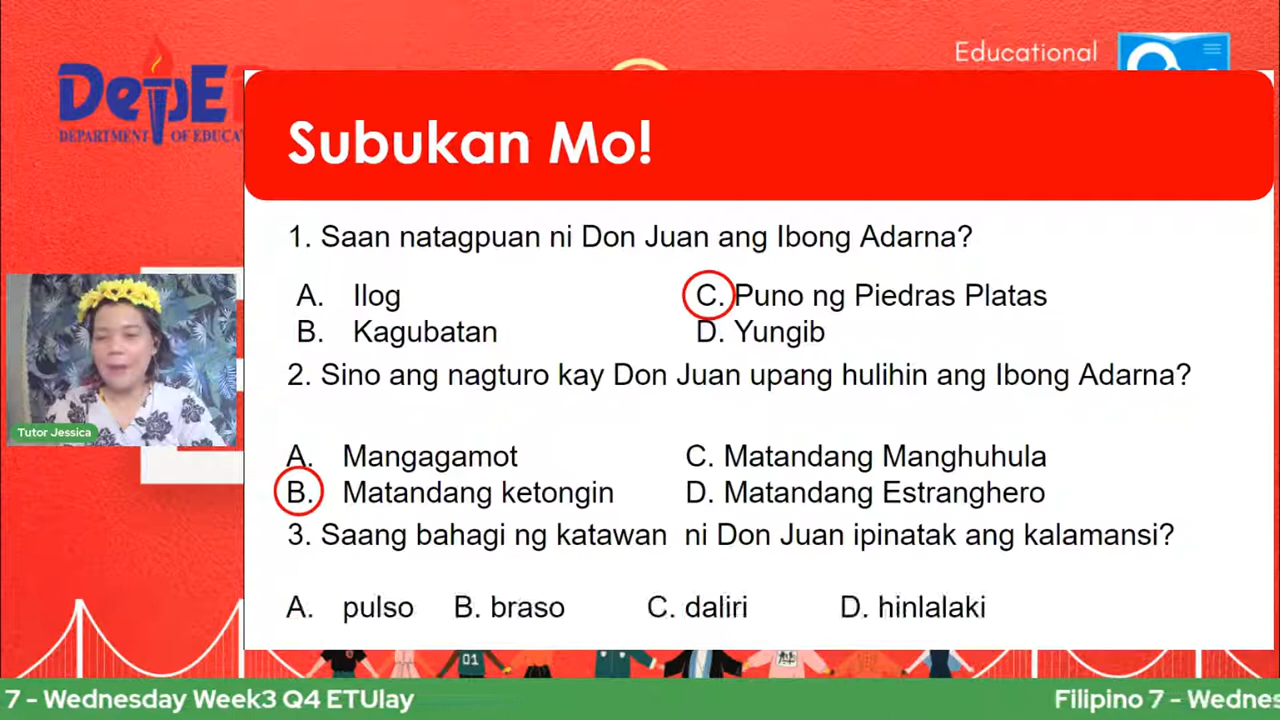 Educational
DepED
DEPARTMENT OF EDUCA
Subukan Mo!
1. Saan natagpuan ni Don Juan ang Ibong Adarna?
A. Ilog
C. Puno ng Piedras Platas
B. Kagubatan
D. Yungib
2. Sino ang nagturo kay Don Juan upang hulihin ang Ibong Adarna?
A. Mangagamot
C. Matandang Manghuhula
B. Matandang ketongin
D. Matandang Estranghero
3. Saang bahagi ng katawan ni Don Juan ipinatak ang kalamansi?
A. pulso B. braso C. daliri D. hinlalaki
Tutor Jessica
01
7 - Wednesday Week3 Q4 ETUlay
Filipino 7 - Wednes